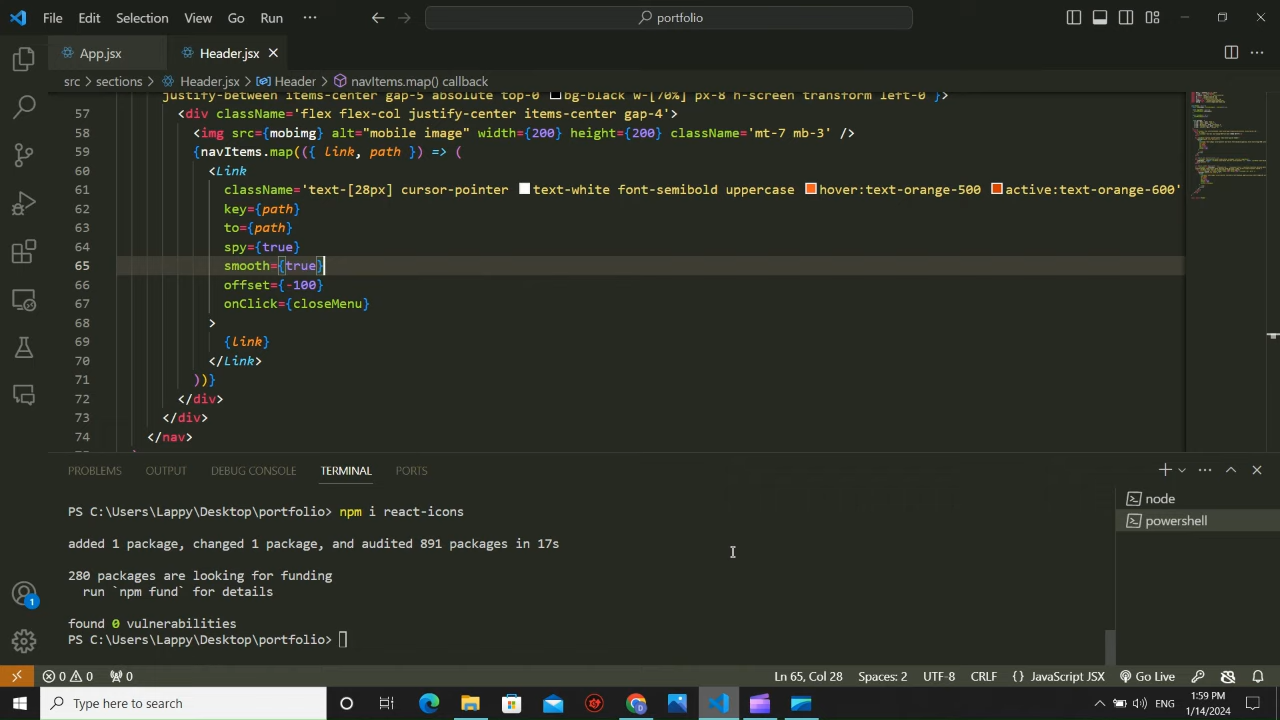 File Edit Selection View Go Run ··· portfolio
App.jsx Header.jsx
src > sections > Header.jsx > Header > navItems.map() callback
justify-between items-center gap-5 absolute top-0 bg-black w-[70%] px-8 h-screen transform left-0`}>
57 <div className='flex flex-col justify-center items-center gap-4'>
58 <img src={mobimg} alt="mobile image" width={200} height={200} className='mt-7 mb-3' />
59 {navItems.map(({ link, path }) => (
60 <Link
61 className='text-[28px] cursor-pointer text-white font-semibold uppercase hover:text-orange-500 active:text-orange-600'
62 key={path}
63 to={path}
64 spy={true}
65 smooth={true}
66 offset={-100}
67 onClick={closeMenu}
68 >
69 {link}
70 </Link>
71 ))}
72 </div>
73 </div>
74 </nav>
PROBLEMS OUTPUT DEBUG CONSOLE TERMINAL PORTS
PS C:\Users\Lappy\Desktop\portfolio> npm i react-icons
added 1 package, changed 1 package, and audited 891 packages in 17s
280 packages are looking for funding
run `npm fund` for details
found 0 vulnerabilities
PS C:\Users\Lappy\Desktop\portfolio>
node
powershell
1
0 0 0 Ln 65, Col 28 Spaces: 2 UTF-8 CRLF {} JavaScript JSX Go Live
Type here to search ENG
1:59 PM
1/14/2024